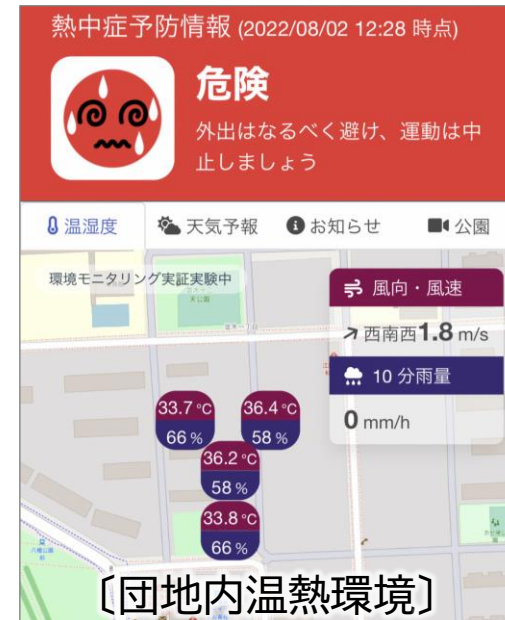 熱中症予防情報 (2022/08/02 12:28 時点)
危険
外出はなるべく避け、運動は中
止しましょう
温湿度
天気予報
お知らせ
公園
環境モニタリング実証実験中
風向・風速
西南西1.8 m/s
10 分雨量
0 mm/h
33.7 °C
66 %
36.4 °C
58 %
36.2 °C
58 %
33.8 °C
66 %
〔団地内温熱環境〕